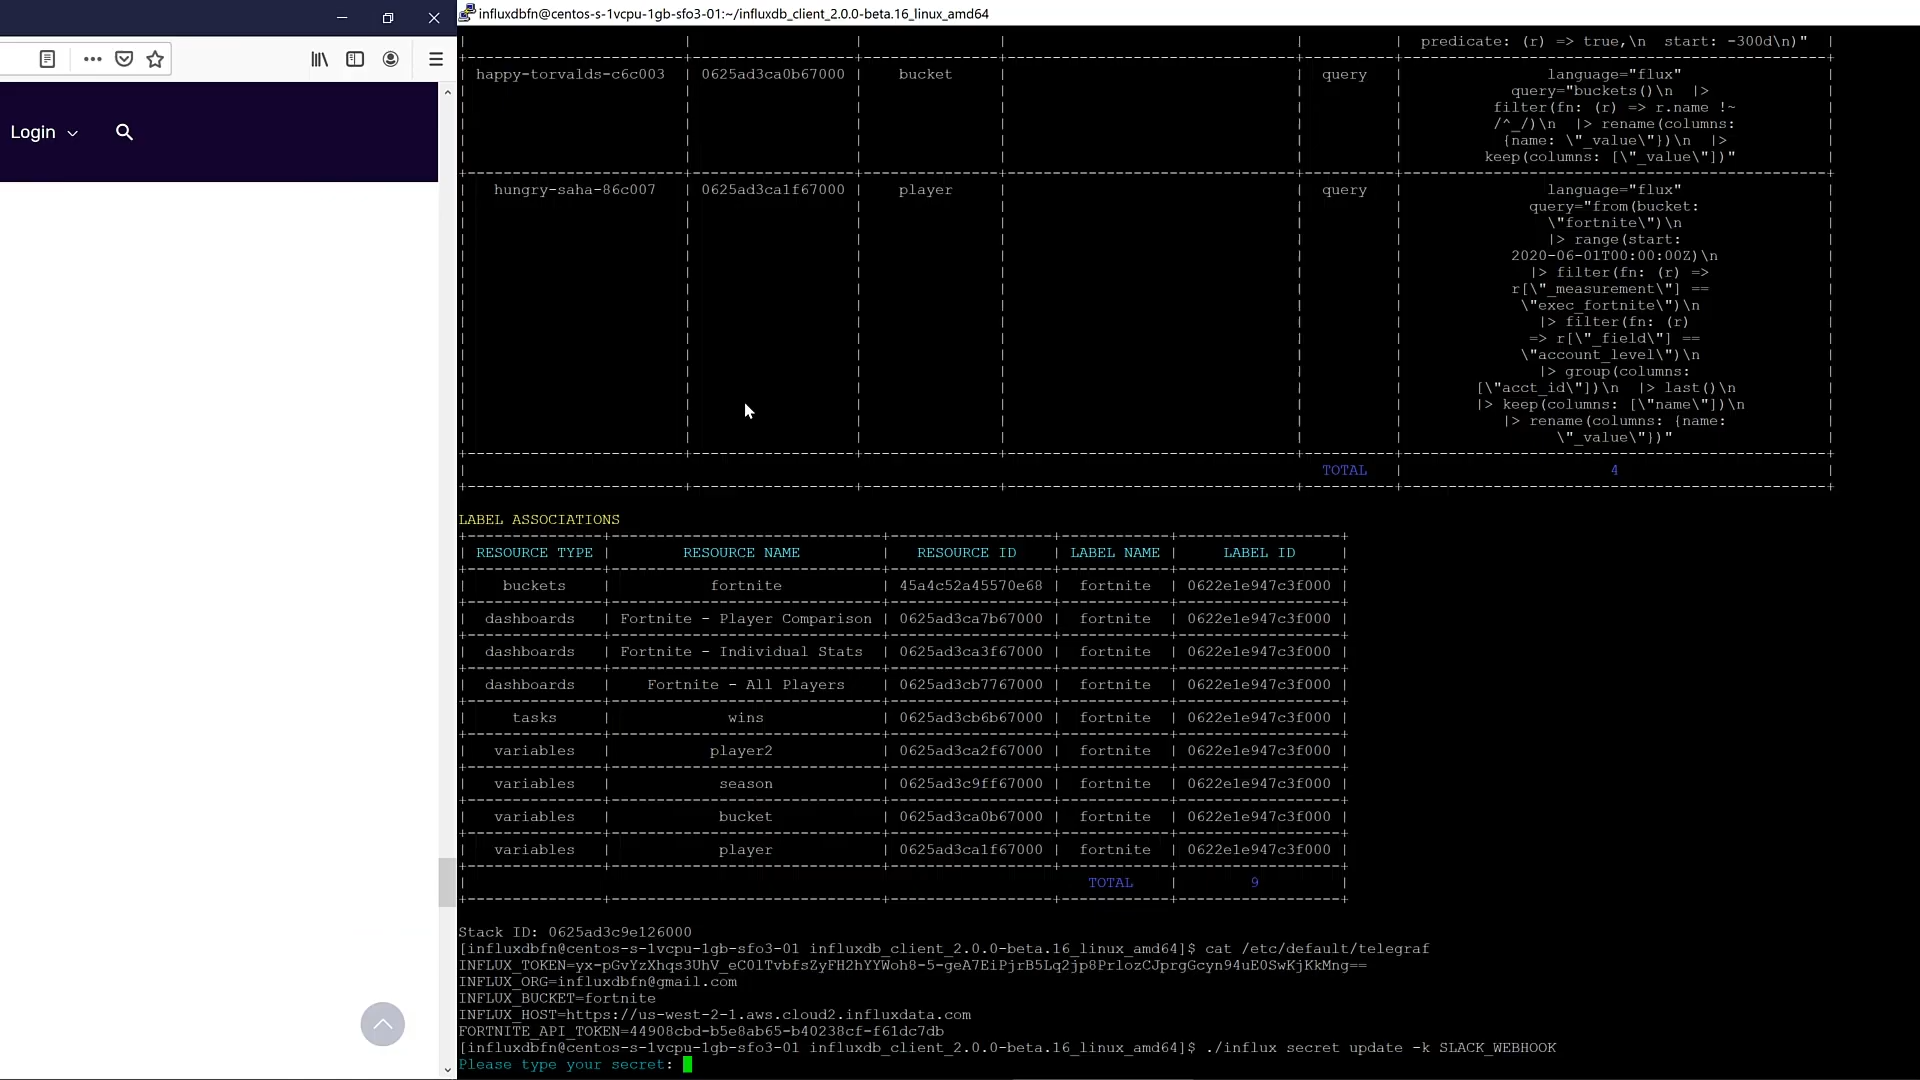 influxdbfn@centos-s-1vcpu-1gb-sfo3-01:~/influxdb_client_2.0.0-beta.16_linux_amd64
Login
| | | | | | predicate: (r) => true,\n start: -300d\n)" |
| happy-torvalds-c6c003 | 0625ad3ca0b67000 | bucket | | query | language="flux" |
query="buckets()\n |>
filter(fn: (r) => r.name !~
/^_/)\n |> rename(columns:
{name: \"_value\"})\n |>
keep(columns: [\"_value\"])"
| hungry-saha-86c007 | 0625ad3ca1f67000 | player | | query | language="flux" |
query="from(bucket:
\"fortnite\")\n
|> range(start:
2020-06-01T00:00:00Z)\n
|> filter(fn: (r) =>
r[\"_measurement\"] ==
\"exec_fortnite\")\n
|> filter(fn: (r)
=> r[\"_field\"] ==
\"account_level\")\n
|> group(columns:
[\"acct_id\"])\n |> last()\n
|> keep(columns: [\"name\"])\n
|> rename(columns: {name:
\"_value\"})"
TOTAL | 4 |
LABEL ASSOCIATIONS
| RESOURCE TYPE | RESOURCE NAME | RESOURCE ID | LABEL NAME | LABEL ID |
| buckets | fortnite | 45a4c52a45570e68 | fortnite | 0622e1e947c3f000 |
| dashboards | Fortnite - Player Comparison | 0625ad3ca7b67000 | fortnite | 0622e1e947c3f000 |
| dashboards | Fortnite - Individual Stats | 0625ad3ca3f67000 | fortnite | 0622e1e947c3f000 |
| dashboards | Fortnite - All Players | 0625ad3cb7767000 | fortnite | 0622e1e947c3f000 |
| tasks | wins | 0625ad3cb6b67000 | fortnite | 0622e1e947c3f000 |
| variables | player2 | 0625ad3ca2f67000 | fortnite | 0622e1e947c3f000 |
| variables | season | 0625ad3c9ff67000 | fortnite | 0622e1e947c3f000 |
| variables | bucket | 0625ad3ca0b67000 | fortnite | 0622e1e947c3f000 |
| variables | player | 0625ad3ca1f67000 | fortnite | 0622e1e947c3f000 |
TOTAL | 9 |
Stack ID: 0625ad3c9e126000
[influxdbfn@centos-s-1vcpu-1gb-sfo3-01 influxdb_client_2.0.0-beta.16_linux_amd64]$ cat /etc/default/telegraf
INFLUX_TOKEN=yx-pGvYzXhqs3UhV_eC0lTvbfsZyFH2hYYWoh8-5-geA7EiPjrB5Lq2jp8PrlozCJprgGcyn94uE0SwKjKkMng==
INFLUX_ORG=influxdbfn@gmail.com
INFLUX_BUCKET=fortnite
INFLUX_HOST=https://us-west-2-1.aws.cloud2.influxdata.com
FORTNITE_API_TOKEN=44908cbd-b5e8ab65-b40238cf-f61dc7db
[influxdbfn@centos-s-1vcpu-1gb-sfo3-01 influxdb_client_2.0.0-beta.16_linux_amd64]$ ./influx secret update -k SLACK_WEBHOOK
Please type your secret: